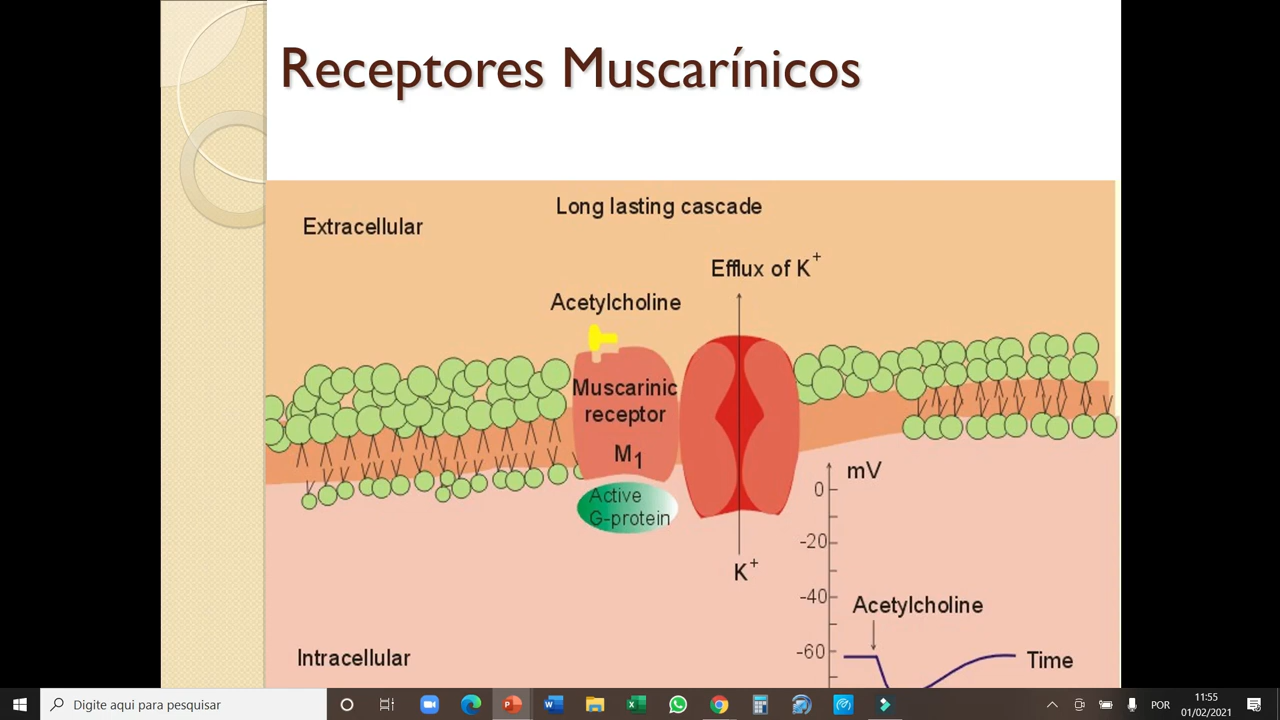 Receptores Muscarínicos
Long lasting cascade
Extracellular
Efflux of K+
Acetylcholine
Muscarinic
receptor
M1
Active
G-protein
K+
mV
0
-20
-40
-60
Acetylcholine
Time
Intracellular
Digite aqui para pesquisar
POR
11:55
01/02/2021